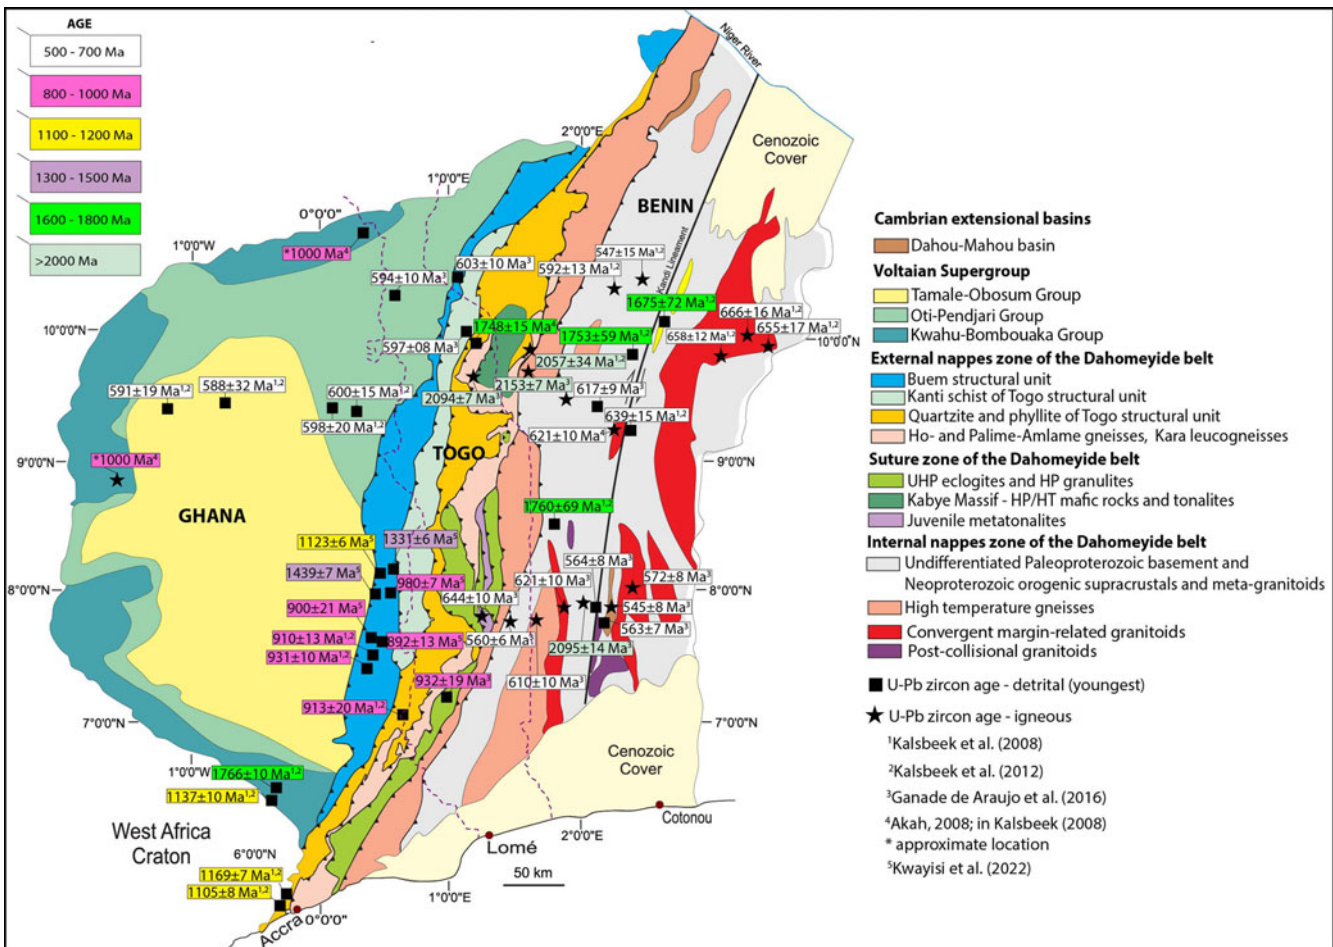 AGE
500 - 700 Ma
800 - 1000 Ma
1100 - 1200 Ma
1300 - 1500 Ma
1600 - 1800 Ma
>2000 Ma
Niger River
Cenozoic
Cover
2°0'0"E
1°0'0"E
0°0'0"
1°0'0"W
BENIN
*1000 Ma⁴
594±10 Ma³
603±10 Ma³
592±13 Ma¹,²
547±15 Ma¹,²
Kandi Lineament
1675±72 Ma¹,²
666±16 Ma¹,²
655±17 Ma¹,²
658±12 Ma¹,²
10°0'0"N
10°0'0"N
1748±15 Ma⁴
1753±59 Ma¹,²
597±08 Ma³
2057±34 Ma¹,²
2153±7 Ma³
2094±7 Ma³
617±9 Ma³
639±15 Ma¹,²
621±10 Ma⁴
591±19 Ma¹,²
588±32 Ma¹,²
600±15 Ma¹,²
598±20 Ma¹,²
TOGO
*1000 Ma⁴
9°0'0"N
9°0'0"N
GHANA
1760±69 Ma¹,²
1123±6 Ma⁵
1331±6 Ma⁵
1439±7 Ma⁵
980±7 Ma⁵
564±8 Ma³
621±10 Ma³
572±8 Ma³
8°0'0"N
8°0'0"N
900±21 Ma⁵
644±10 Ma³
545±8 Ma³
563±7 Ma³
910±13 Ma¹,²
892±13 Ma⁵
560±6 Ma⁵
2095±14 Ma³
931±10 Ma¹,²
932±19 Ma³
610±10 Ma³
913±20 Ma¹,²
7°0'0"N
7°0'0"N
1°0'0"W
1766±10 Ma¹,²
1137±10 Ma¹,²
Cenozoic
Cover
West Africa
Craton
6°0'0"N
1169±7 Ma¹,²
1105±8 Ma¹,²
Accra
0°0'0"
1°0'0"E
Lomé
2°0'0"E
Cotonou
50 km
Cambrian extensional basins
Dahou-Mahou basin
Voltaian Supergroup
Tamale-Obosum Group
Oti-Pendjari Group
Kwahu-Bombouaka Group
External nappes zone of the Dahomeyide belt
Buem structural unit
Kanti schist of Togo structural unit
Quartzite and phyllite of Togo structural unit
Ho- and Palime-Amlame gneisses, Kara leucogneisses
Suture zone of the Dahomeyide belt
UHP eclogites and HP granulites
Kabye Massif - HP/HT mafic rocks and tonalites
Juvenile metatonalites
Internal nappes zone of the Dahomeyide belt
Undifferentiated Paleoproterozoic basement and
Neoproterozoic orogenic supracrustals and meta-granitoids
High temperature gneisses
Convergent margin-related granitoids
Post-collisional granitoids
U-Pb zircon age - detrital (youngest)
U-Pb zircon age - igneous
¹Kalsbeek et al. (2008)
²Kalsbeek et al. (2012)
³Ganade de Araujo et al. (2016)
⁴Akah, 2008; in Kalsbeek (2008)
* approximate location
⁵Kwayisi et al. (2022)